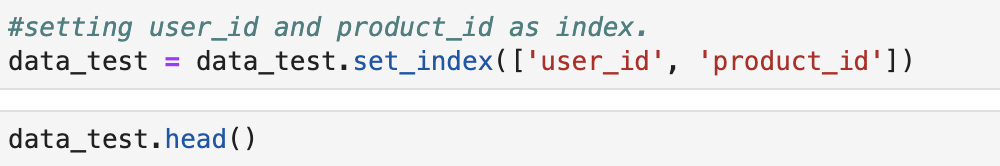 #setting user_id and product_id as index.
data_test = data_test.set_index(['user_id', 'product_id'])
data_test.head()